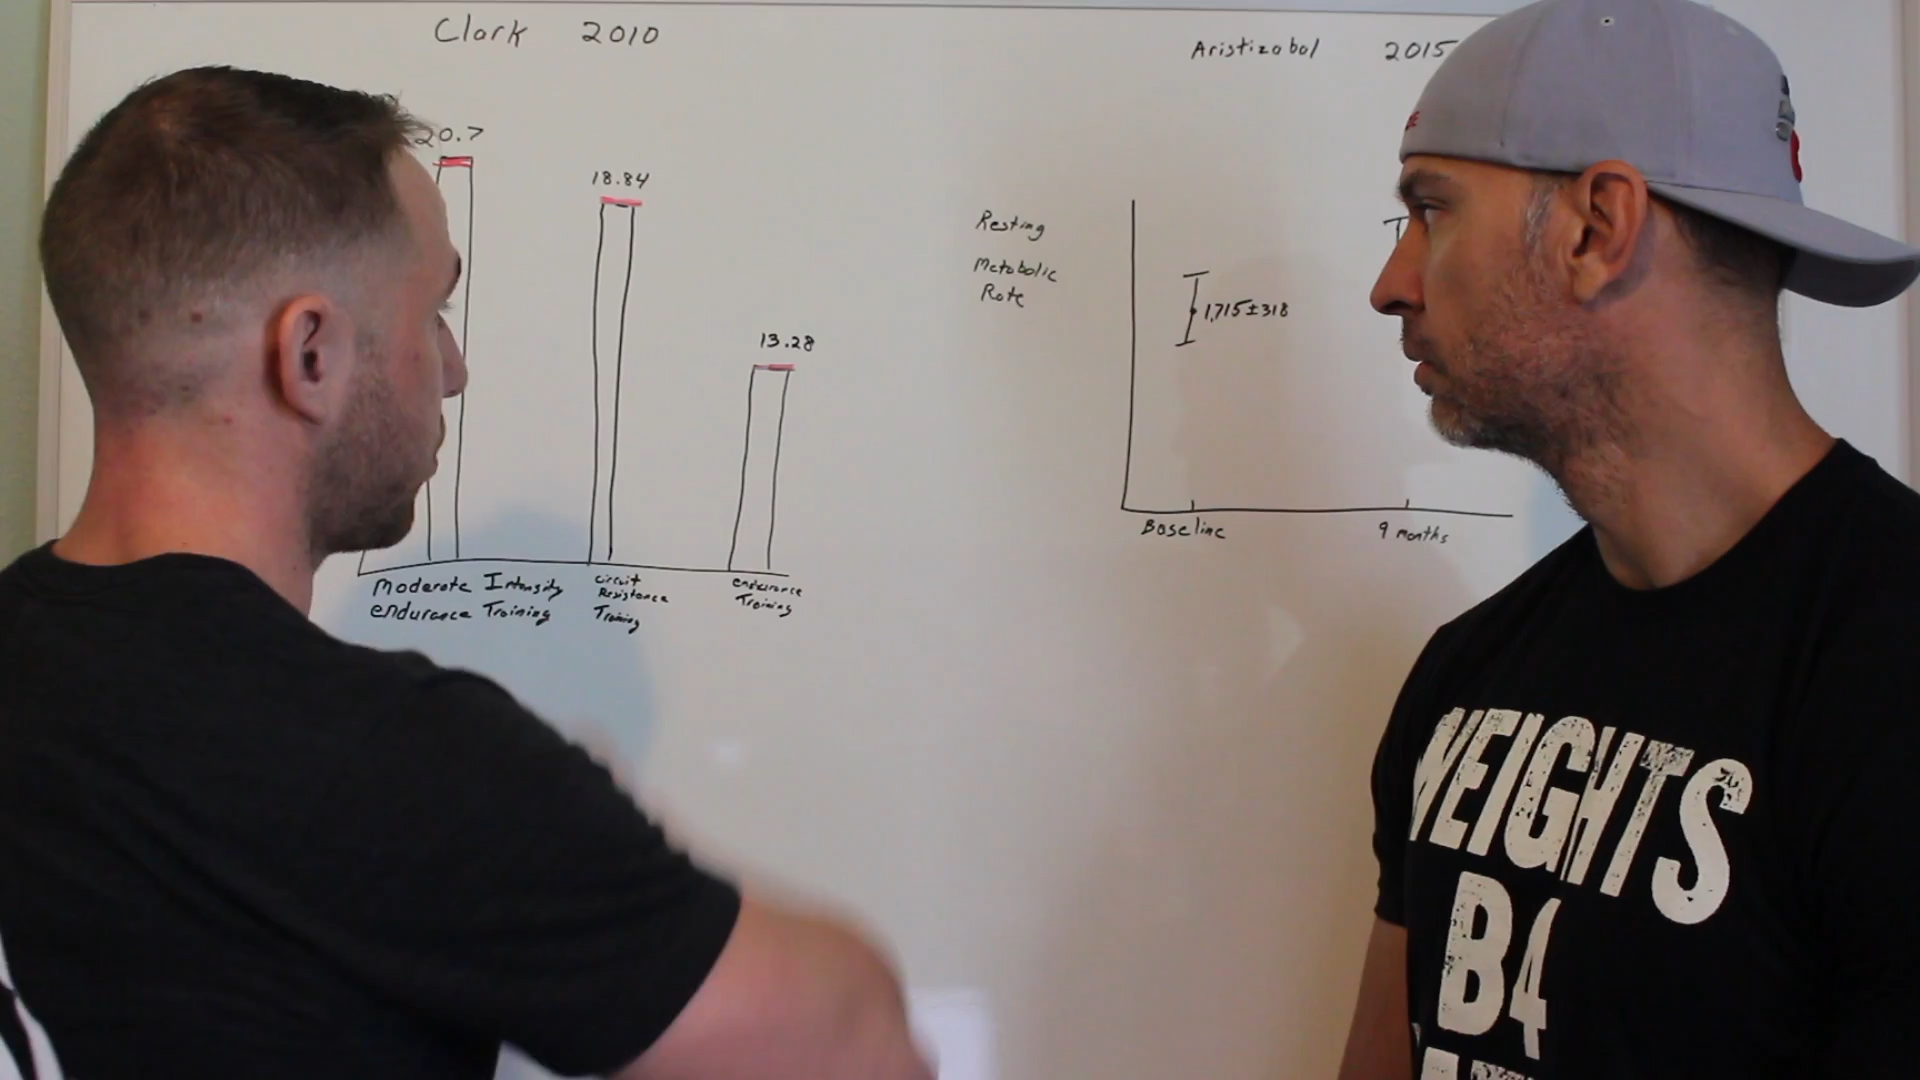 Clark 2010
20.7
18.84
13.28
Moderate Intensity
endurance Training
circuit
Resistance
Training
endurance
Training
Aristizabal 2015
Resting
Metabolic
Rate
1,715±318
Baseline
9 months
WEIGHTS
B4